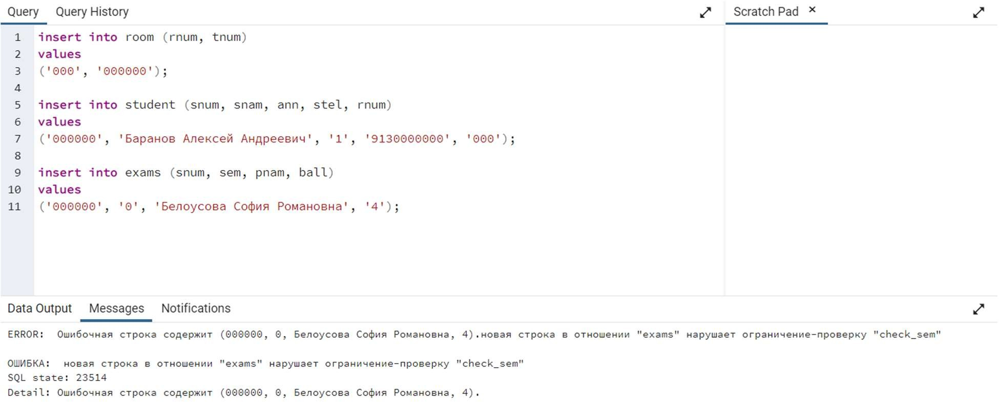 Query Query History
Scratch Pad ×
1 insert into room (rnum, tnum)
2 values
3 ('000', '000000');
4
5 insert into student (snum, snam, ann, stel, rnum)
6 values
7 ('000000', 'Баранов Алексей Андреевич', '1', '9130000000', '000');
8
9 insert into exams (snum, sem, pnam, ball)
10 values
11 ('000000', '0', 'Белоусова София Романовна', '4');
Data Output Messages Notifications
ERROR:  Ошибочная строка содержит (000000, 0, Белоусова София Романовна, 4).новая строка в отношении "exams" нарушает ограничение-проверку "check_sem"
ОШИБКА:  новая строка в отношении "exams" нарушает ограничение-проверку "check_sem"
SQL state: 23514
Detail: Ошибочная строка содержит (000000, 0, Белоусова София Романовна, 4).